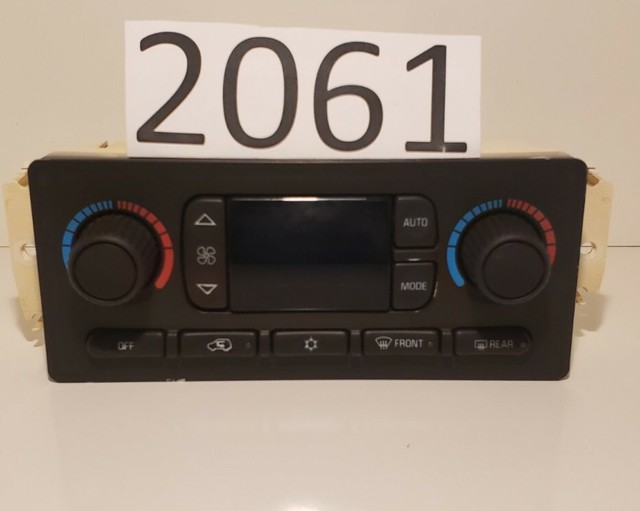 2061
AUTO
MODE
OFF
FRONT
REAR